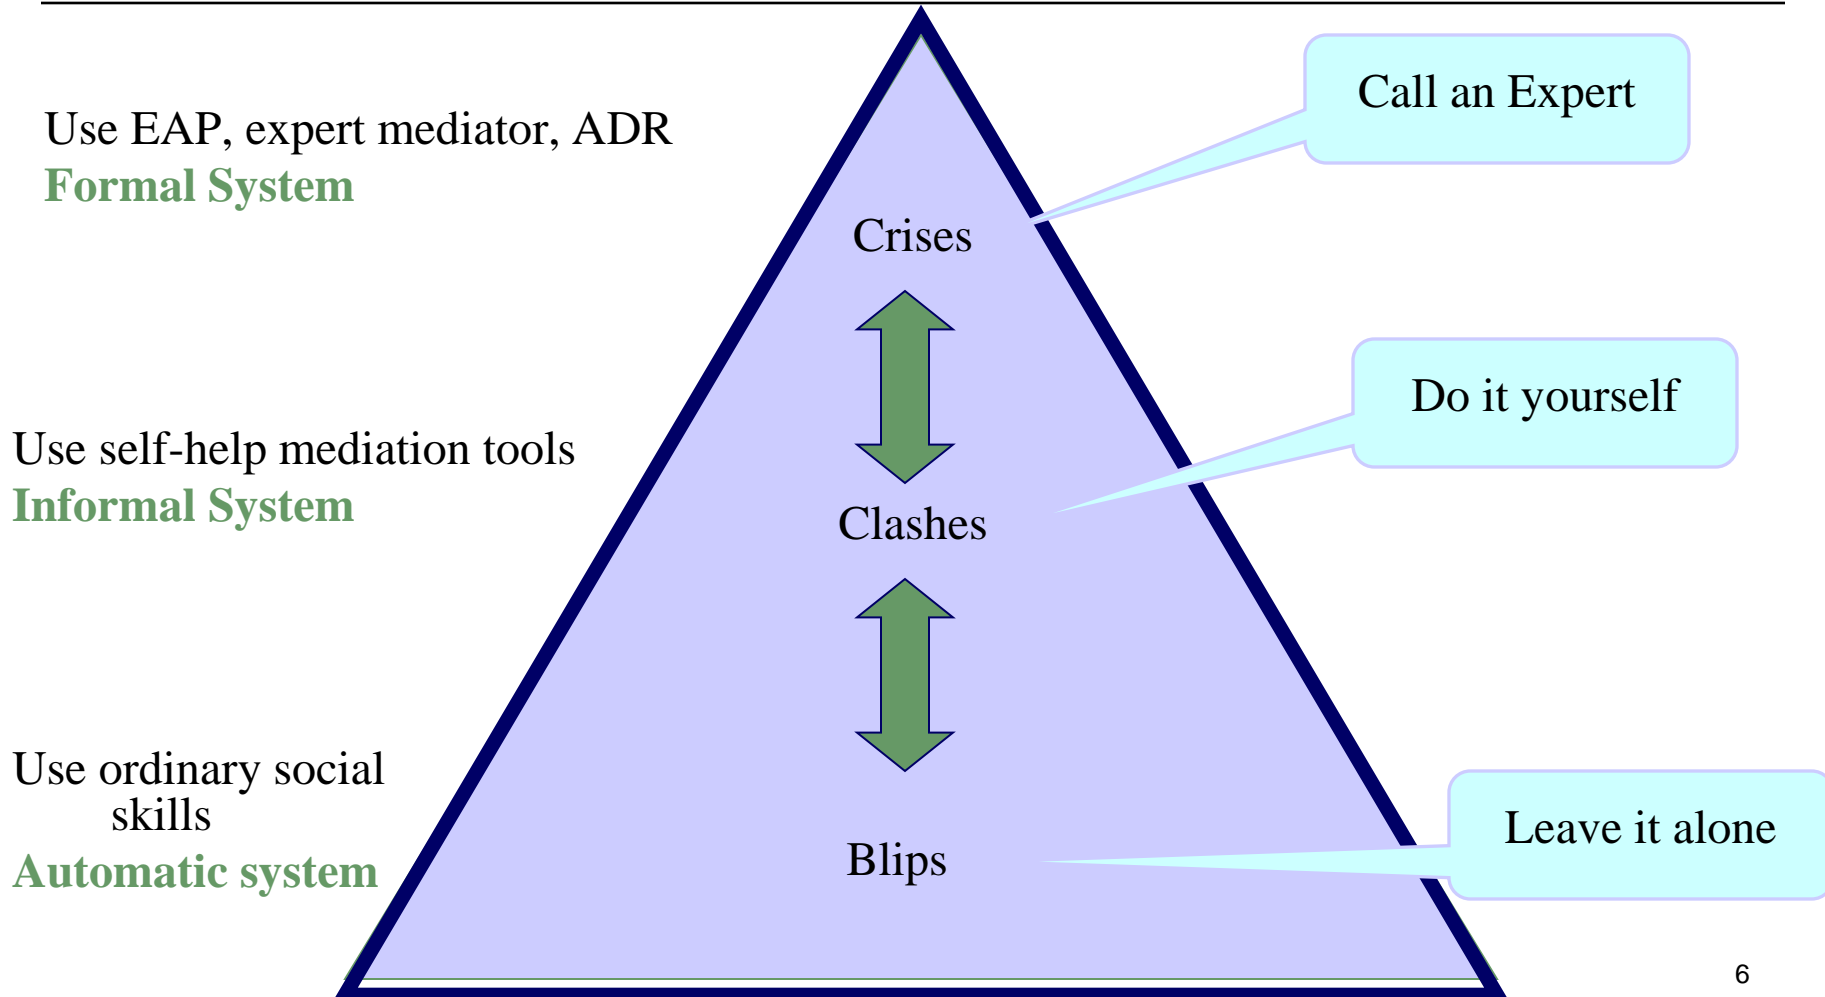 Call an Expert
Use EAP, expert mediator, ADR
Formal System
Crises
Do it yourself
Use self-help mediation tools
Informal System
Clashes
Use ordinary social
skills
Automatic system
Leave it alone
Blips
6